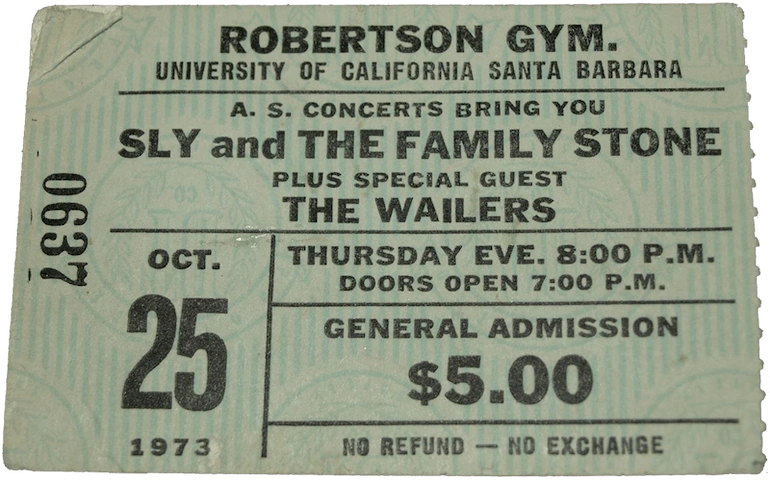 ROBERTSON GYM.
UNIVERSITY OF CALIFORNIA SANTA BARBARA
A. S. CONCERTS BRING YOU
SLY and THE FAMILY STONE
PLUS SPECIAL GUEST
THE WAILERS
0637
OCT.
25
1973
THURSDAY EVE. 8:00 P.M.
DOORS OPEN 7:00 P.M.
GENERAL ADMISSION
$5.00
NO REFUND — NO EXCHANGE